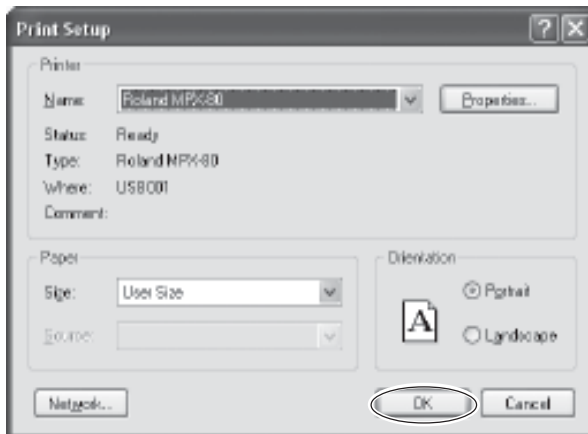 Print Setup
Printer
Name: Roland MPX-80 Properties...
Status: Ready
Type: Roland MPX-80
Where: USB001
Comment:
Paper
Size: User Size
Source:
Orientation
A
Portrait
Landscape
Network... OK Cancel